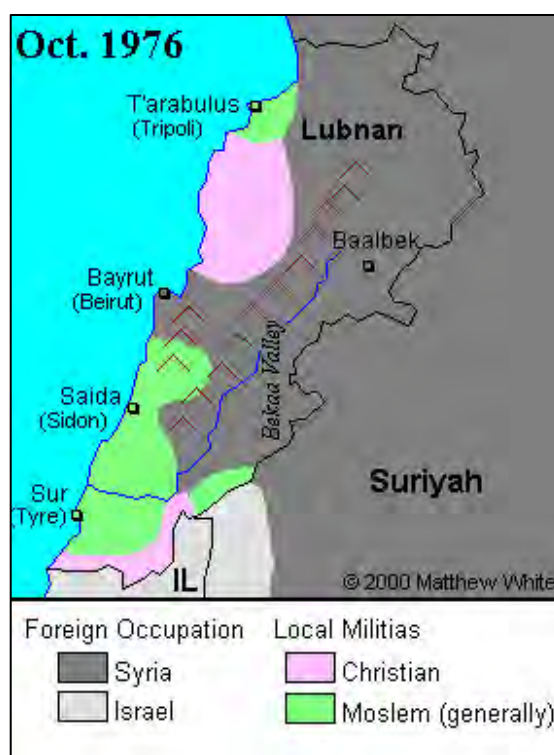 Oct. 1976
T'arabulus
(Tripoli)
Lubnan
Baalbek
Bayrut
(Beirut)
Bekaa Valley
Saida
(Sidon)
Suriyah
Sur
(Tyre)
IL
© 2000 Matthew White
Foreign Occupation
Syria
Israel
Local Militias
Christian
Moslem (generally)